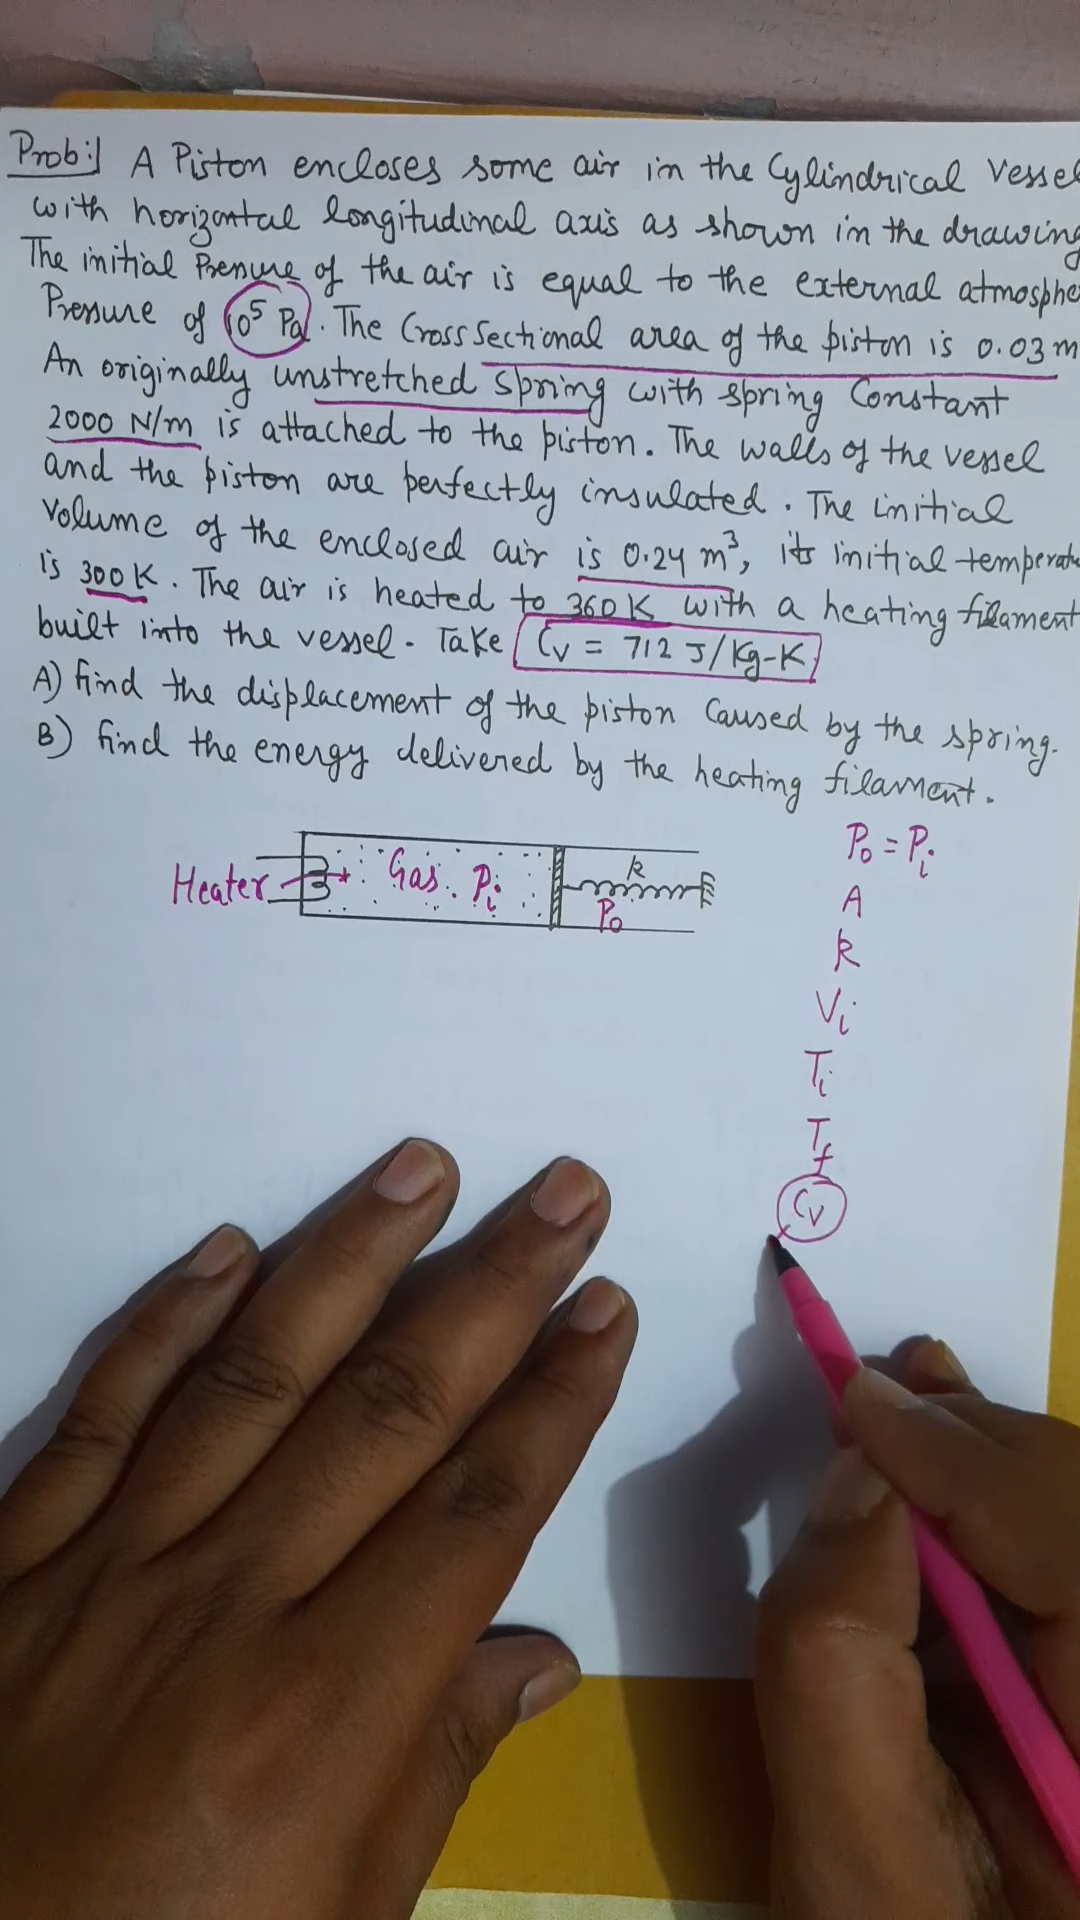 Prob:| A Piston encloses some air in the Cylindrical Vessel
with horizontal longitudinal axis as shown in the drawing
The initial Pressure of the air is equal to the external atmosphe
Pressure of 10⁵ Pa. The Cross Sectional area of the piston is 0.03 m
An originally unstretched spring with spring Constant
2000 N/m is attached to the piston. The walls of the vessel
and the piston are perfectly insulated. The initial
volume of the enclosed air is 0.24 m³, its initial temperatu
is 300K. The air is heated to 360 K with a heating filament
built into the vessel. Take Cv = 712 J/Kg-K
A) find the displacement of the piston Caused by the spring.
B) find the energy delivered by the heating filament.
Heater
Gas Pi
k
Po
Po = Pi
A
k
Vi
Ti
Tf
Cv